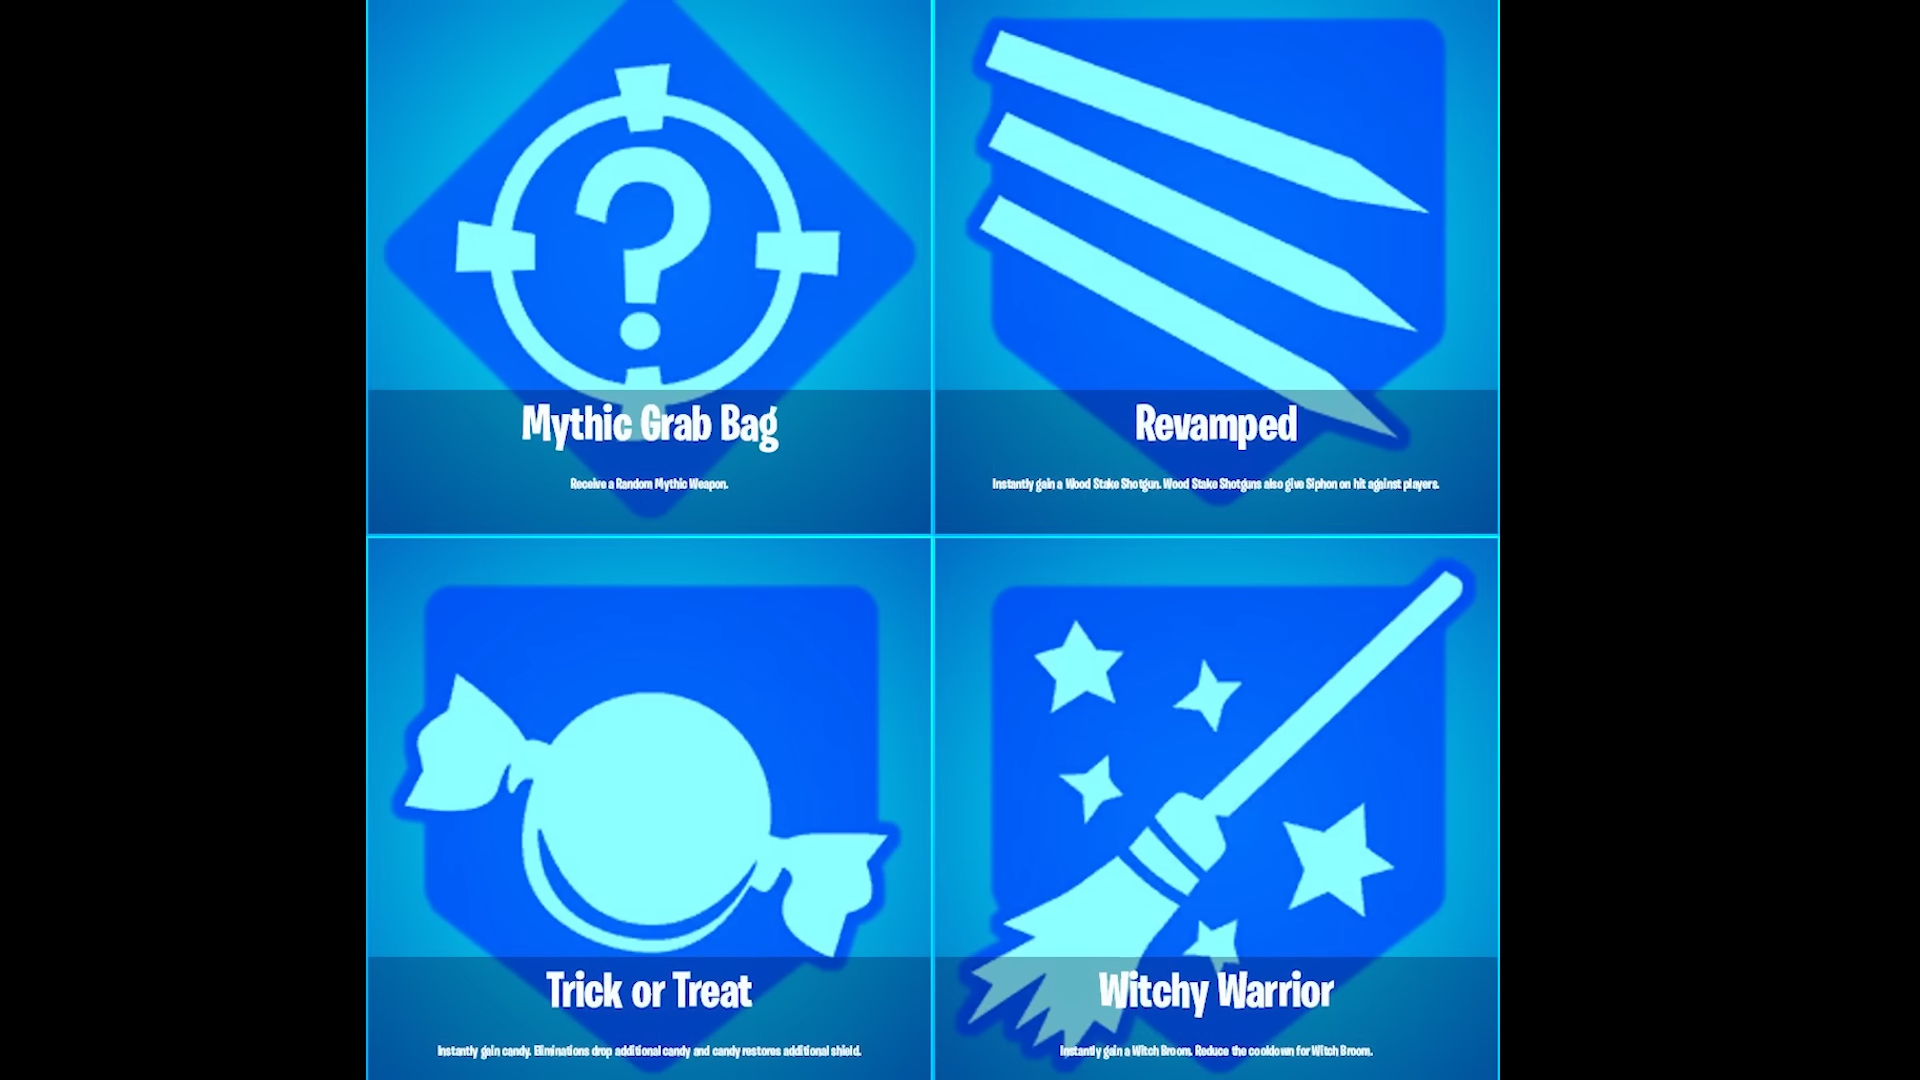 ?
Mythic Grab Bag
Receive a Random Mythic Weapon.
Revamped
Instantly gain a Wood Stake Shotgun. Wood Stake Shotguns also give Siphon on hit against players.
Trick or Treat
Instantly gain candy. Eliminations drop additional candy and candy restores additional shield.
Witchy Warrior
Instantly gain a Witch Broom. Reduce the cooldown for Witch Broom.